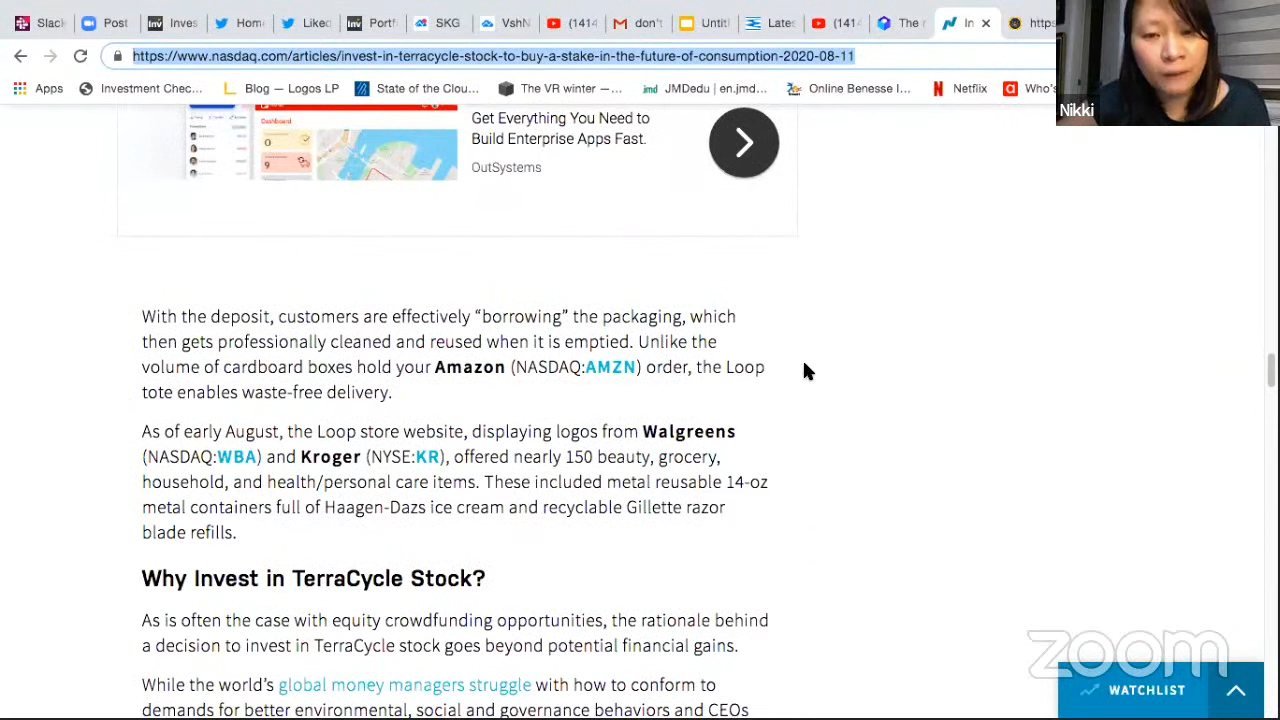 Slack
Post
Inv
Inves
Hom
Liked
Inv
Portf
SKG
VshN
(1414
don't
Untitl
Lates
(1414
The r
In
https
https://www.nasdaq.com/articles/invest-in-terracycle-stock-to-buy-a-stake-in-the-future-of-consumption-2020-08-11
Apps
Investment Chec...
Blog — Logos LP
State of the Clou...
The VR winter —...
jmd
JMDedu | en.jmd...
Online Benesse I...
Netflix
Who's
Nikki
Dashboard
0
9
Get Everything You Need to
Build Enterprise Apps Fast.
OutSystems
With the deposit, customers are effectively “borrowing” the packaging, which
then gets professionally cleaned and reused when it is emptied. Unlike the
volume of cardboard boxes hold your Amazon (NASDAQ:AMZN) order, the Loop
tote enables waste-free delivery.
As of early August, the Loop store website, displaying logos from Walgreens
(NASDAQ:WBA) and Kroger (NYSE:KR), offered nearly 150 beauty, grocery,
household, and health/personal care items. These included metal reusable 14-oz
metal containers full of Haagen-Dazs ice cream and recyclable Gillette razor
blade refills.
Why Invest in TerraCycle Stock?
As is often the case with equity crowdfunding opportunities, the rationale behind
a decision to invest in TerraCycle stock goes beyond potential financial gains.
While the world’s global money managers struggle with how to conform to
demands for better environmental, social and governance behaviors and CEOs
zoom
WATCHLIST